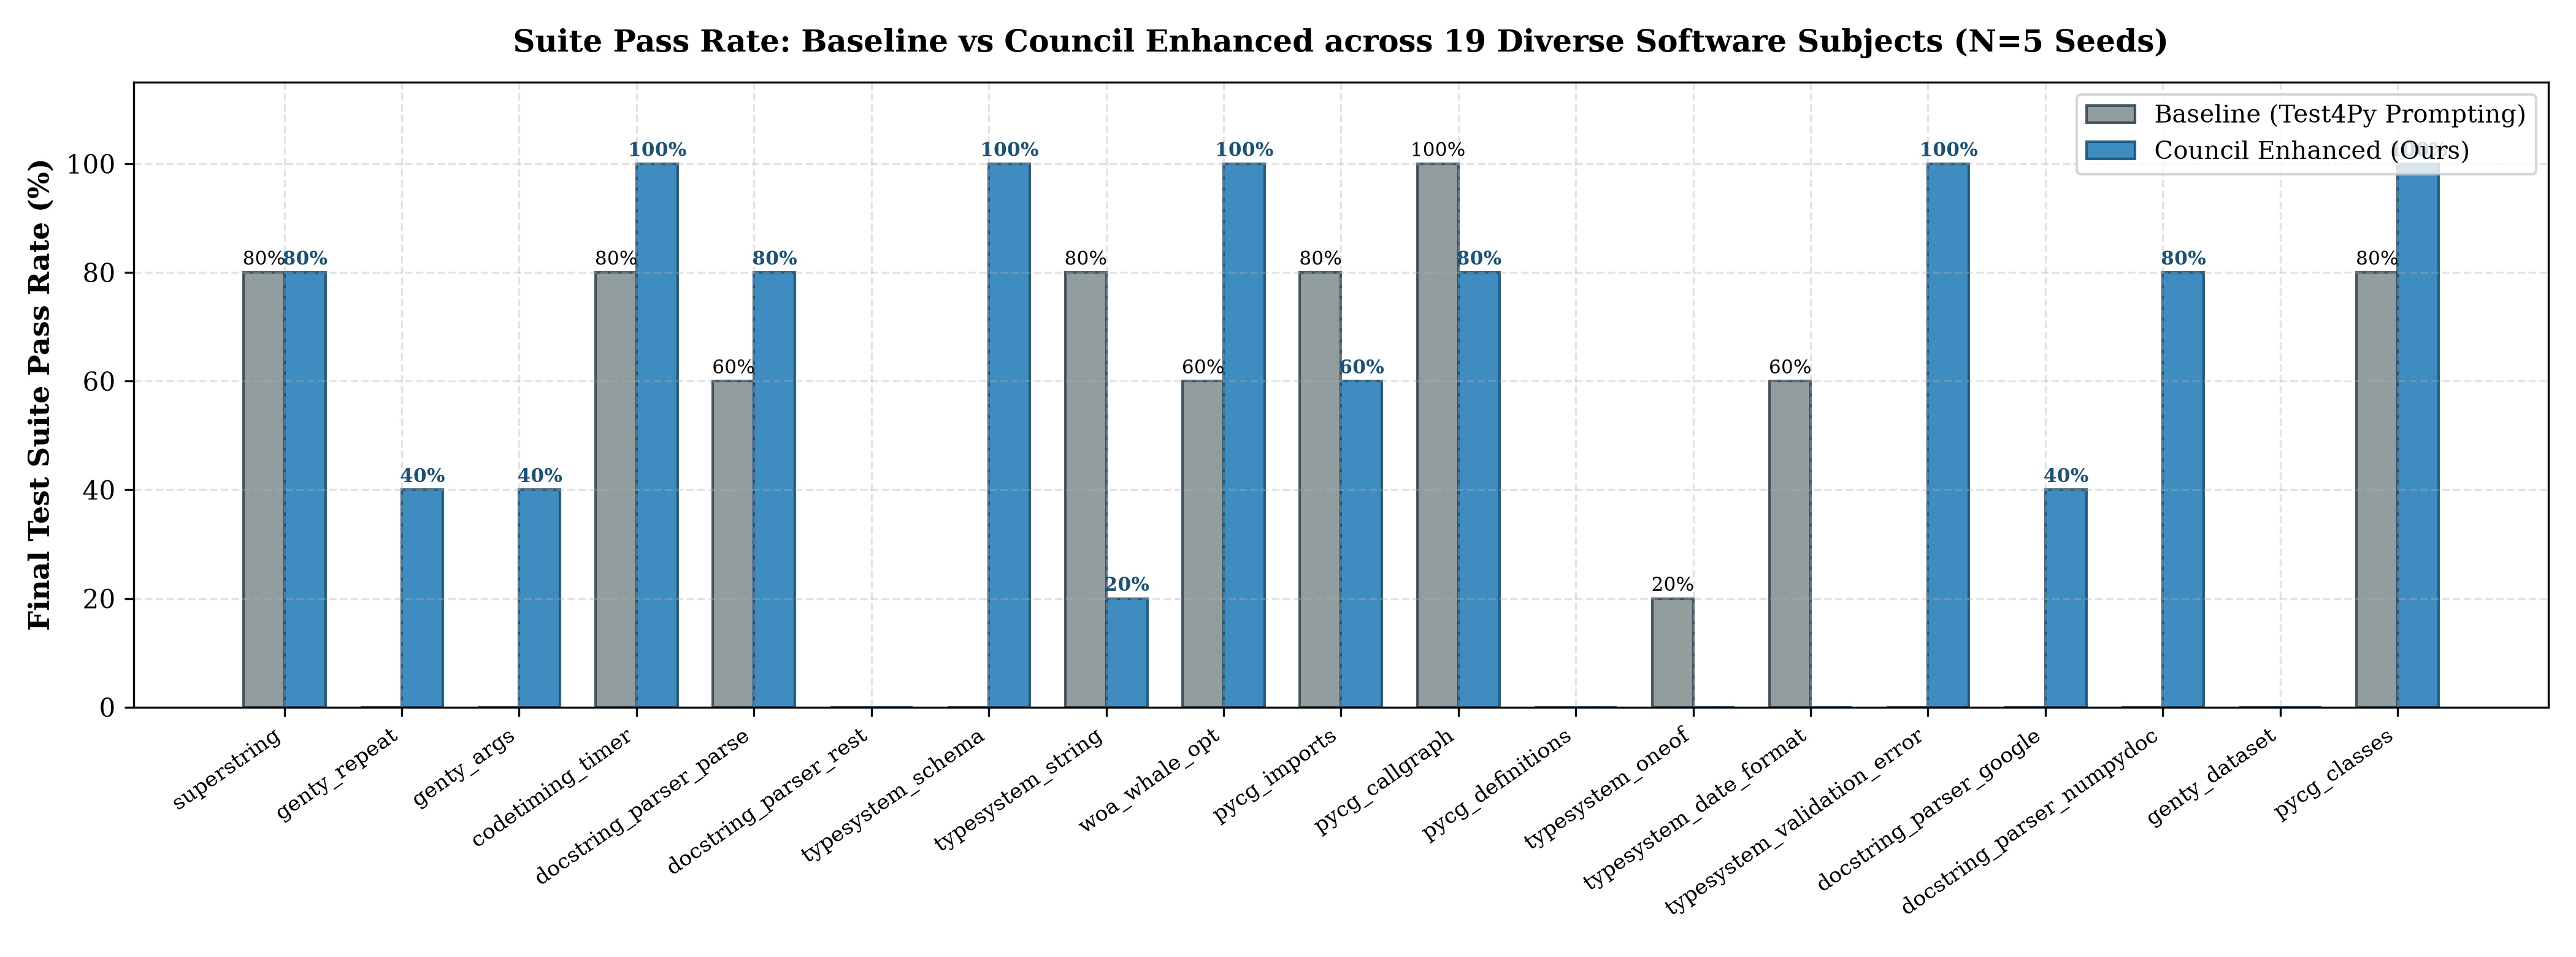 Suite Pass Rate: Baseline vs Council Enhanced across 19 Diverse Software Subjects (N=5 Seeds)
Final Test Suite Pass Rate (%)
100
80
60
40
20
0
Baseline (Test4Py Prompting)
Council Enhanced (Ours)
80%
80%
40%
40%
80%
100%
60%
80%
100%
80%
20%
60%
100%
80%
60%
100%
80%
20%
60%
100%
40%
80%
80%
superstring
genty_repeat
genty_args
codetiming_timer
docstring_parser_parse
docstring_parser_rest
typesystem_schema
typesystem_string
woa_whale_opt
pycg_imports
pycg_callgraph
pycg_definitions
typesystem_oneof
typesystem_date_format
typesystem_validation_error
docstring_parser_google
docstring_parser_numpydoc
genty_dataset
pycg_classes